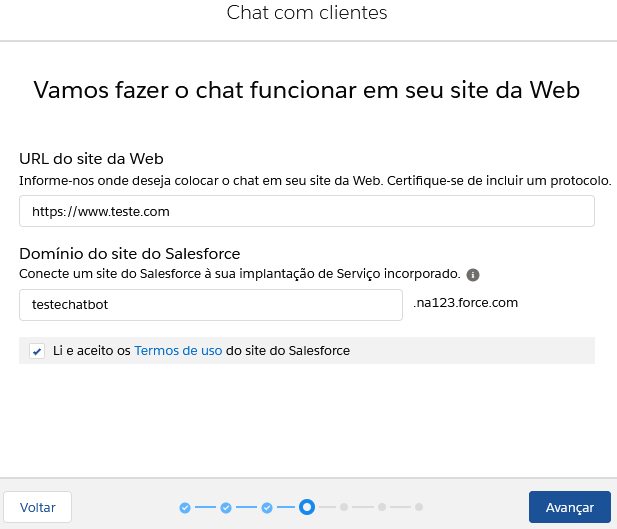 Chat com clientes
Vamos fazer o chat funcionar em seu site da Web
URL do site da Web
Informe-nos onde deseja colocar o chat em seu site da Web. Certifique-se de incluir um protocolo.
https://www.teste.com
Domínio do site do Salesforce
Conecte um site do Salesforce à sua implantação de Serviço incorporado.
testechatbot .na123.force.com
Li e aceito os Termos de uso do site do Salesforce
Voltar Avançar